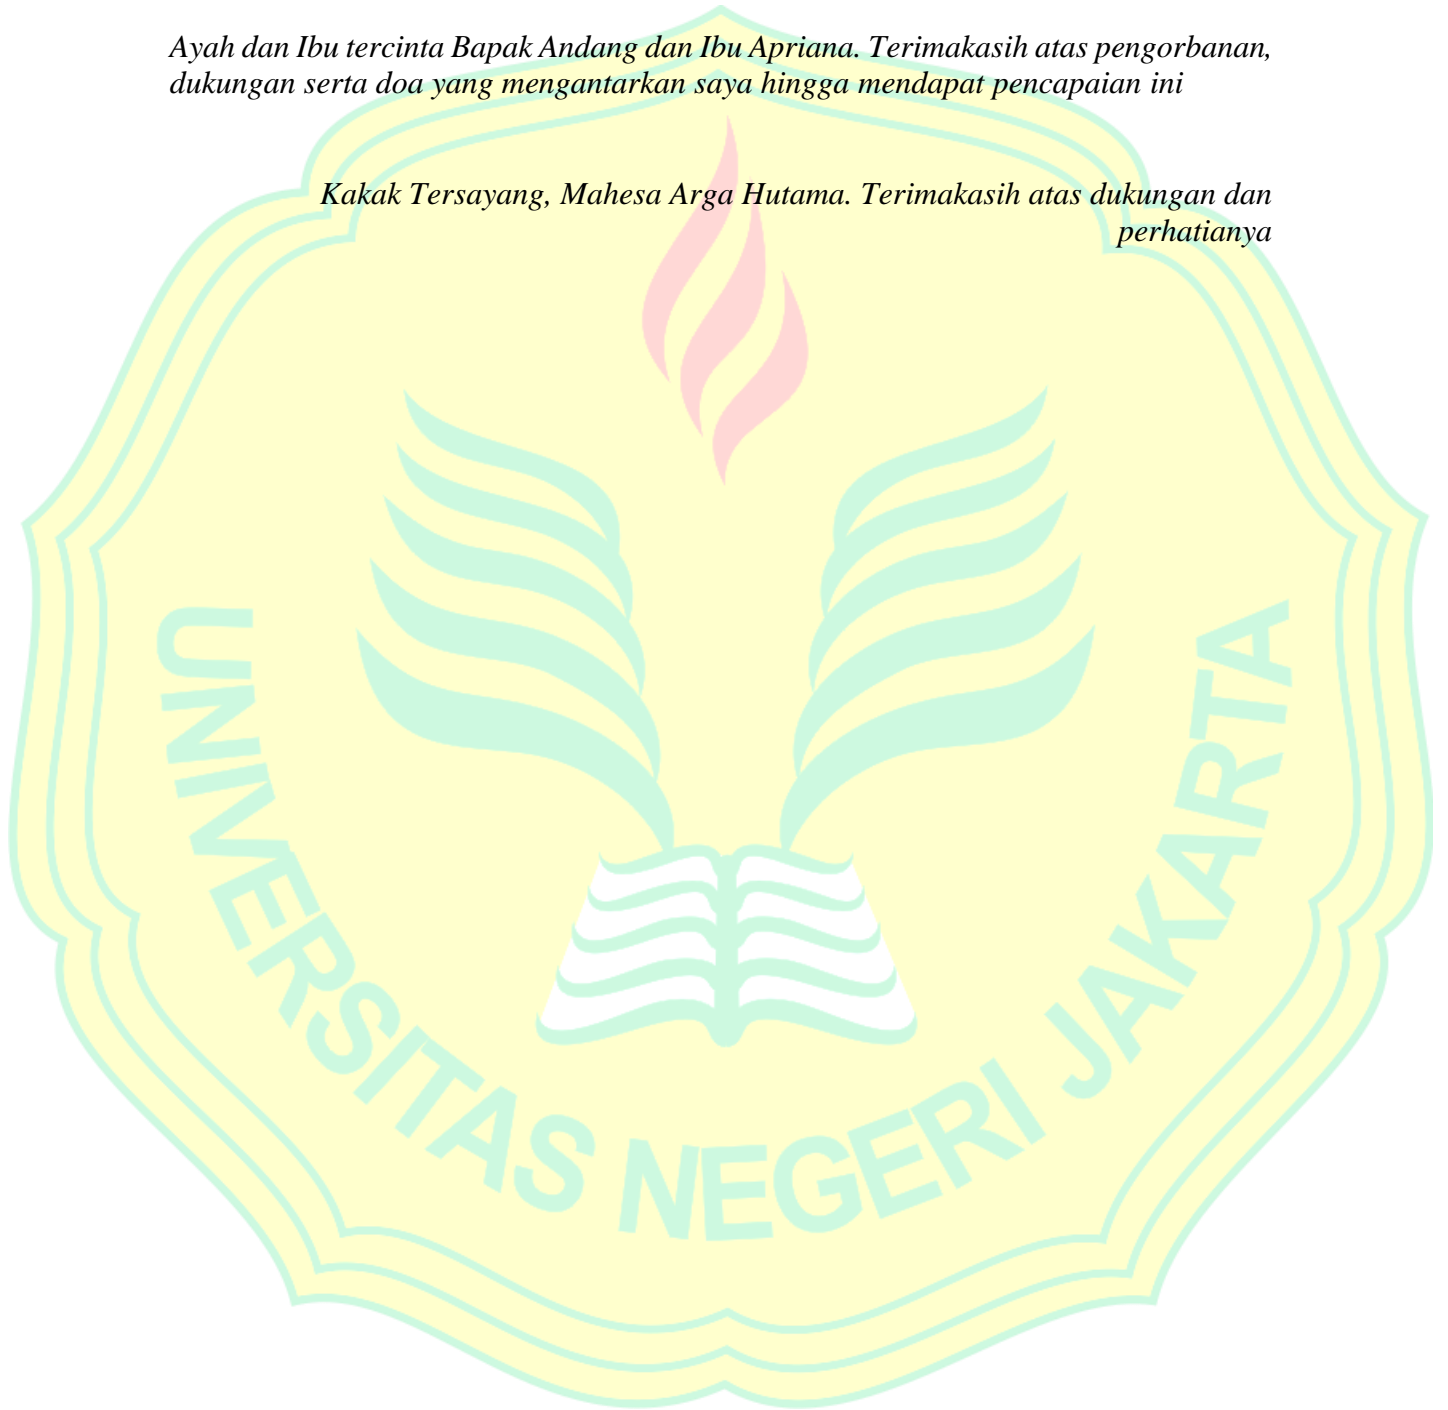 Ayah dan Ibu tercinta Bapak Andang dan Ibu Apriana. Terimakasih atas pengorbanan,
dukungan serta doa yang mengantarkan saya hingga mendapat pencapaian ini
Kakak Tersayang, Mahesa Arga Hutama. Terimakasih atas dukungan dan
perhatianya
UNIVERSITAS NEGERI JAKARTA